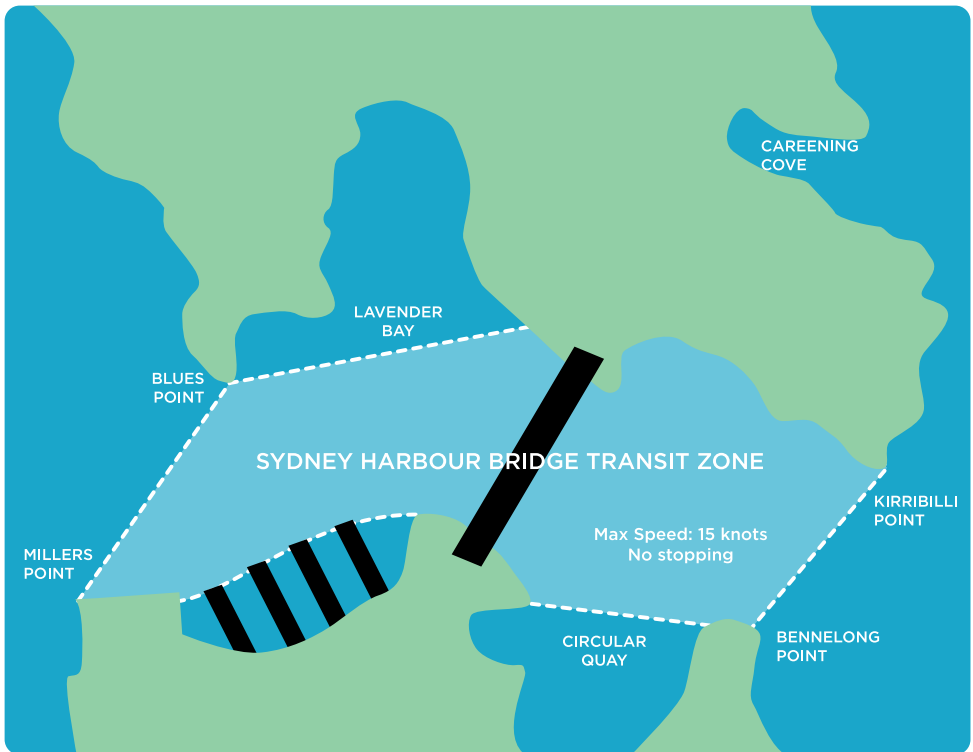 CAREENING
COVE
LAVENDER
BAY
BLUES
POINT
SYDNEY HARBOUR BRIDGE TRANSIT ZONE
KIRRIBILLI
POINT
Max Speed: 15 knots
No stopping
MILLERS
POINT
CIRCULAR
QUAY
BENNELONG
POINT